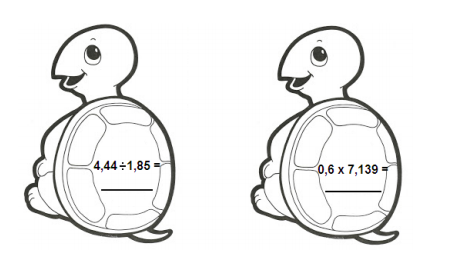 4,44 ÷1,85 =
0,6 x 7,139 =